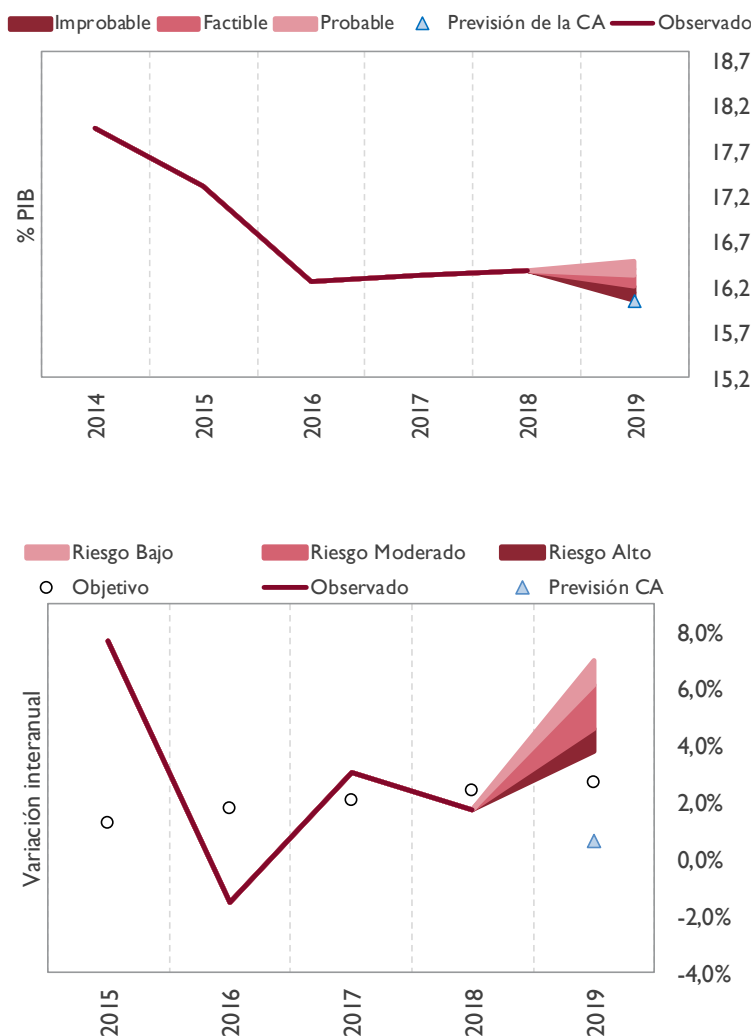 Improbable Factible Probable Previsión de la CA Observado
18,7
18,2
17,7
17,2
16,7
16,2
15,7
15,2
% PIB
2014 2015 2016 2017 2018 2019
Riesgo Bajo Riesgo Moderado Riesgo Alto
Objetivo Observado Previsión CA
8,0%
6,0%
4,0%
2,0%
0,0%
-2,0%
-4,0%
Variación interanual
2015 2016 2017 2018 2019